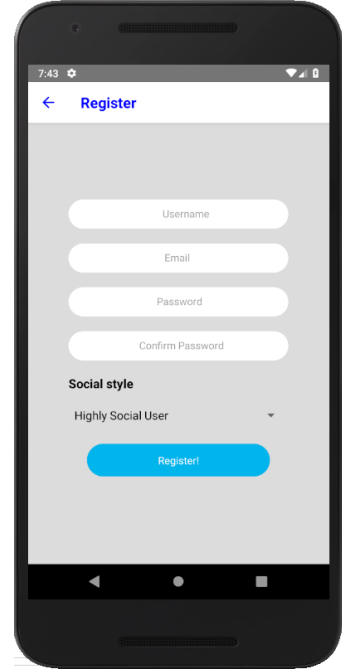 7:43
Register
Username
Email
Password
Confirm Password
Social style
Highly Social User
Register!